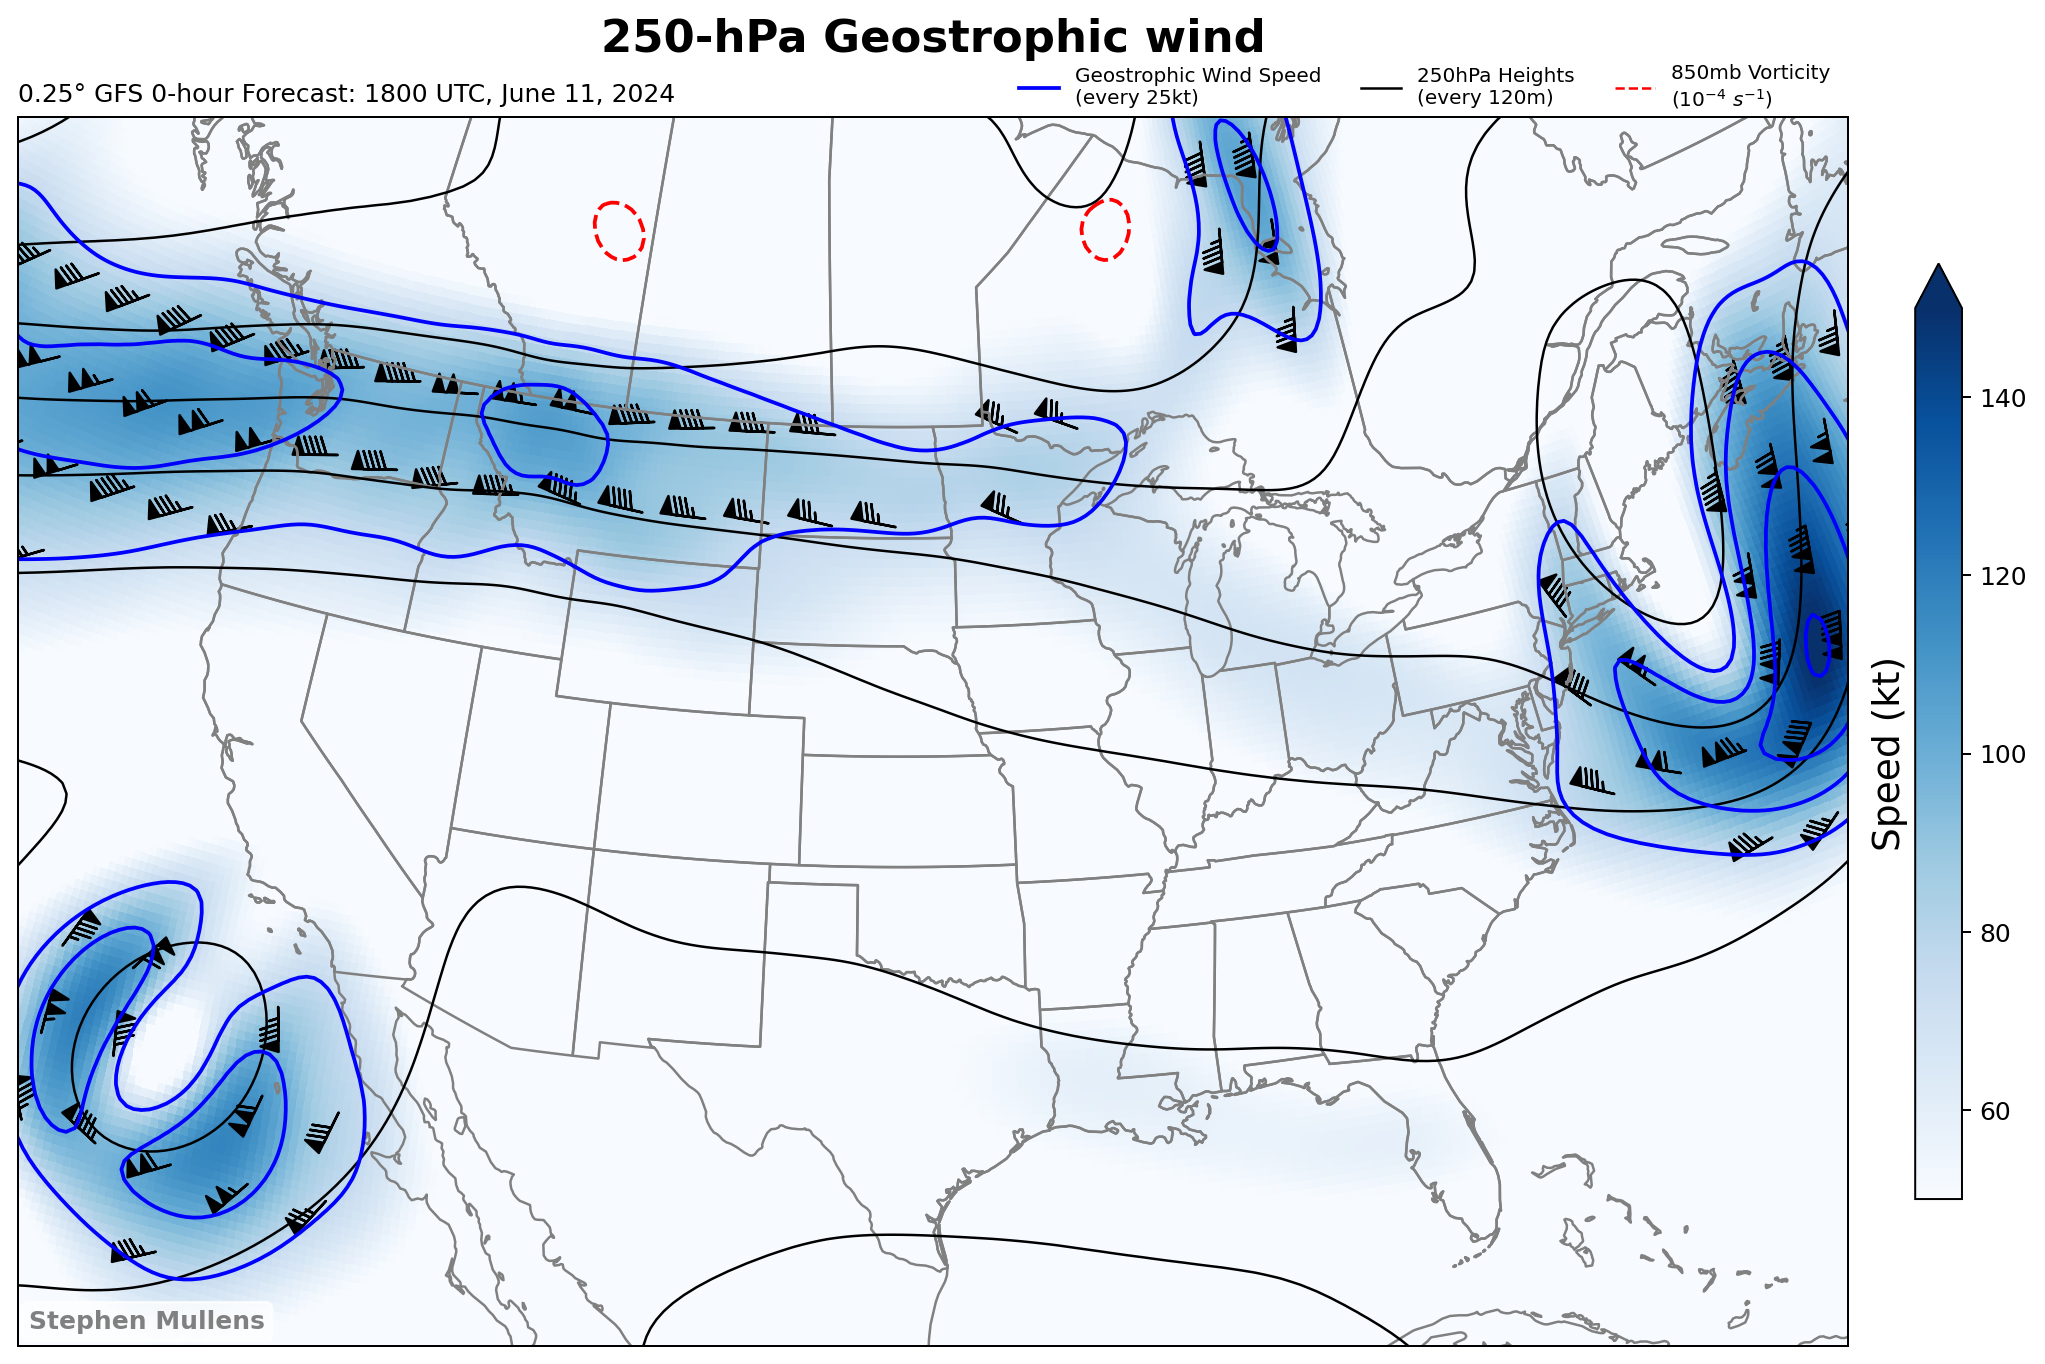 250-hPa Geostrophic wind
0.25° GFS 0-hour Forecast: 1800 UTC, June 11, 2024
Geostrophic Wind Speed
(every 25kt)
250hPa Heights
(every 120m)
850mb Vorticity
(10⁻⁴ s⁻¹)
140
120
100
80
60
Speed (kt)
Stephen Mullens